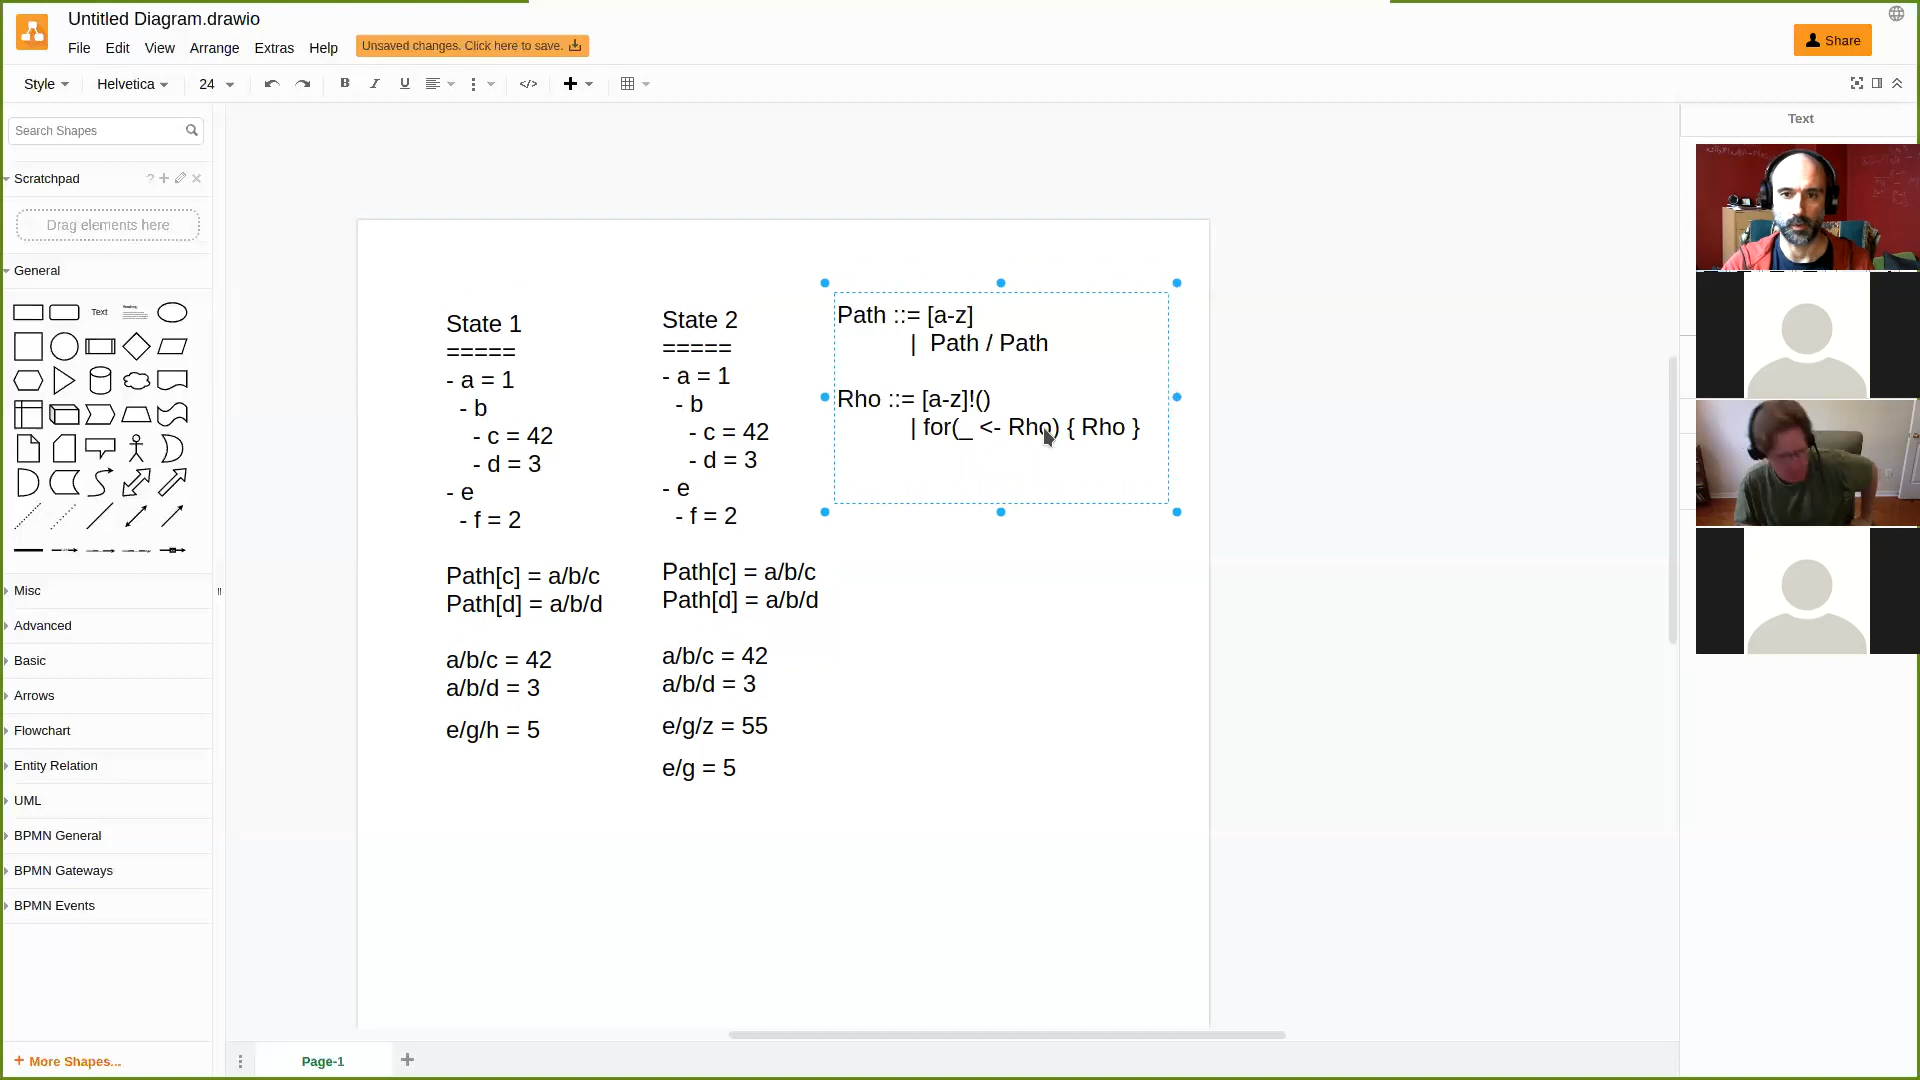 Untitled Diagram.drawio
File Edit View Arrange Extras Help Unsaved changes. Click here to save.
Share
Style Helvetica 24 B I U </>
Search Shapes
Scratchpad
?
Drag elements here
General
Text
Misc
Advanced
Basic
Arrows
Flowchart
Entity Relation
UML
BPMN General
BPMN Gateways
BPMN Events
+ More Shapes...
State 1
=====
- a = 1
- b
- c = 42
- d = 3
- e
- f = 2
Path[c] = a/b/c
Path[d] = a/b/d
a/b/c = 42
a/b/d = 3
e/g/h = 5
State 2
=====
- a = 1
- b
- c = 42
- d = 3
- e
- f = 2
Path[c] = a/b/c
Path[d] = a/b/d
a/b/c = 42
a/b/d = 3
e/g/z = 55
e/g = 5
Path ::= [a-z]
| Path / Path
Rho ::= [a-z]!()
| for(_ <- Rho) { Rho }
Text
Page-1